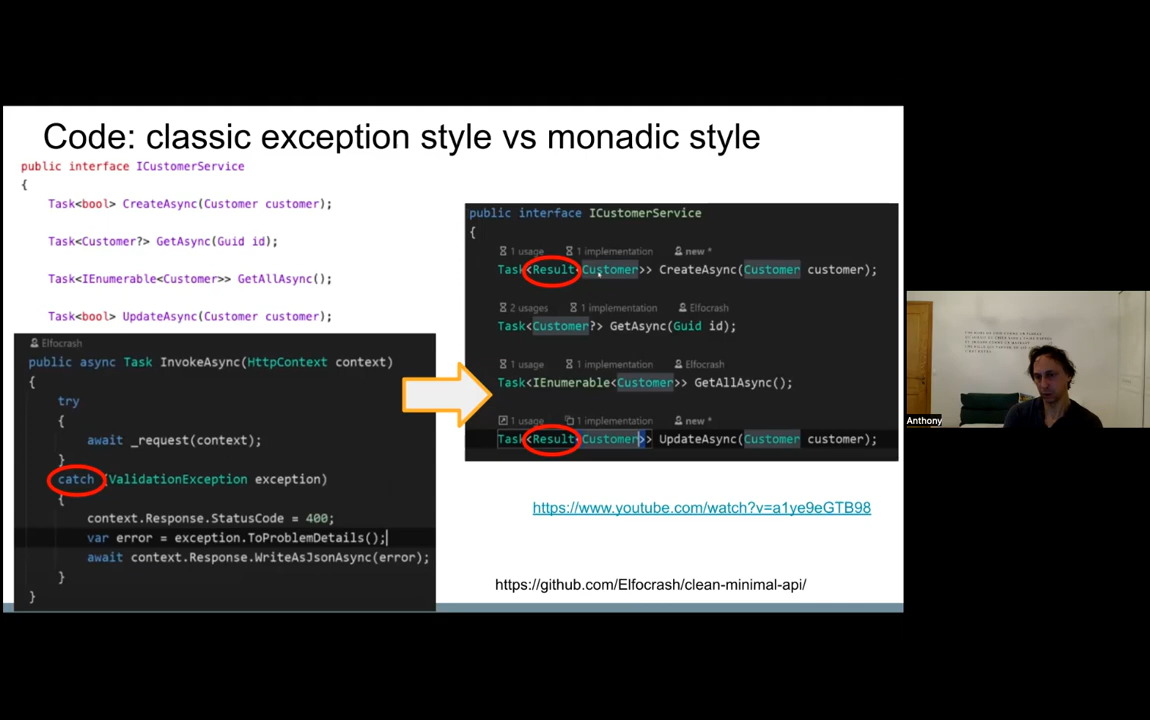 Code: classic exception style vs monadic style
public interface ICustomerService
{
Task<bool> CreateAsync(Customer customer);
Task<Customer?> GetAsync(Guid id);
Task<IEnumerable<Customer>> GetAllAsync();
Task<bool> UpdateAsync(Customer customer);
Elfocrash
public async Task InvokeAsync(HttpContext context)
{
try
{
await _request(context);
}
catch (ValidationException exception)
{
context.Response.StatusCode = 400;
var error = exception.ToProblemDetails();
await context.Response.WriteAsJsonAsync(error);
}
}
public interface ICustomerService
{
1 usage 1 implementation new *
Task<Result<Customer>> CreateAsync(Customer customer);
2 usages 1 implementation Elfocrash
Task<Customer?> GetAsync(Guid id);
1 usage 1 implementation Elfocrash
Task<IEnumerable<Customer>> GetAllAsync();
1 usage 1 implementation new *
Task<Result<Customer>> UpdateAsync(Customer customer);
https://www.youtube.com/watch?v=a1ye9eGTB98
https://github.com/Elfocrash/clean-minimal-api/
Anthony